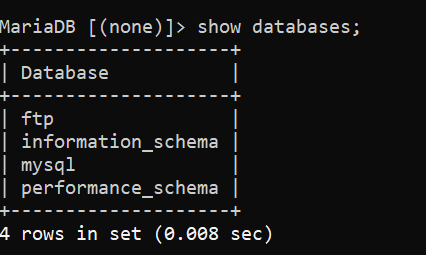 MariaDB [(none)]> show databases;
+--------------------+
| Database           |
+--------------------+
| ftp                |
| information_schema |
| mysql              |
| performance_schema |
+--------------------+
4 rows in set (0.008 sec)